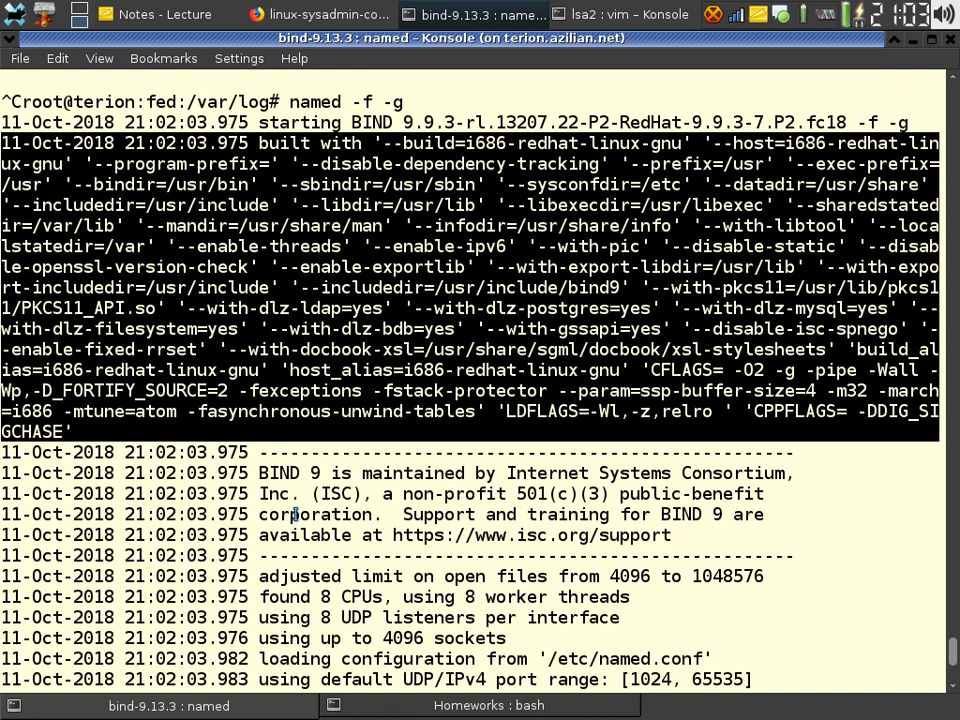 Notes - Lecture
linux-sysadmin-co...
bind-9.13.3 : name...
lsa2 : vim – Konsole
2
1:03
bind-9.13.3 : named – Konsole (on terion.azilian.net)
File Edit View Bookmarks Settings Help
^Croot@terion:fed:/var/log# named -f -g
11-Oct-2018 21:02:03.975 starting BIND 9.9.3-rl.13207.22-P2-RedHat-9.9.3-7.P2.fc18 -f -g
11-Oct-2018 21:02:03.975 built with '--build=i686-redhat-linux-gnu' '--host=i686-redhat-lin
ux-gnu' '--program-prefix=' '--disable-dependency-tracking' '--prefix=/usr' '--exec-prefix=
/usr' '--bindir=/usr/bin' '--sbindir=/usr/sbin' '--sysconfdir=/etc' '--datadir=/usr/share'
'--includedir=/usr/include' '--libdir=/usr/lib' '--libexecdir=/usr/libexec' '--sharedstated
ir=/var/lib' '--mandir=/usr/share/man' '--infodir=/usr/share/info' '--with-libtool' '--loca
lstatedir=/var' '--enable-threads' '--enable-ipv6' '--with-pic' '--disable-static' '--disab
le-openssl-version-check' '--enable-exportlib' '--with-export-libdir=/usr/lib' '--with-expo
rt-includedir=/usr/include' '--includedir=/usr/include/bind9' '--with-pkcs11=/usr/lib/pkcs1
1/PKCS11_API.so' '--with-dlz-ldap=yes' '--with-dlz-postgres=yes' '--with-dlz-mysql=yes' '--
with-dlz-filesystem=yes' '--with-dlz-bdb=yes' '--with-gssapi=yes' '--disable-isc-spnego' '-
-enable-fixed-rrset' '--with-docbook-xsl=/usr/share/sgml/docbook/xsl-stylesheets' 'build_al
ias=i686-redhat-linux-gnu' 'host_alias=i686-redhat-linux-gnu' 'CFLAGS= -O2 -g -pipe -Wall -
Wp,-D_FORTIFY_SOURCE=2 -fexceptions -fstack-protector --param=ssp-buffer-size=4 -m32 -march
=i686 -mtune=atom -fasynchronous-unwind-tables' 'LDFLAGS=-Wl,-z,relro ' 'CPPFLAGS= -DDIG_SI
GCHASE'
11-Oct-2018 21:02:03.975 ----------------------------------------------------
11-Oct-2018 21:02:03.975 BIND 9 is maintained by Internet Systems Consortium,
11-Oct-2018 21:02:03.975 Inc. (ISC), a non-profit 501(c)(3) public-benefit
11-Oct-2018 21:02:03.975 corporation.  Support and training for BIND 9 are
11-Oct-2018 21:02:03.975 available at https://www.isc.org/support
11-Oct-2018 21:02:03.975 ----------------------------------------------------
11-Oct-2018 21:02:03.975 adjusted limit on open files from 4096 to 1048576
11-Oct-2018 21:02:03.975 found 8 CPUs, using 8 worker threads
11-Oct-2018 21:02:03.975 using 8 UDP listeners per interface
11-Oct-2018 21:02:03.976 using up to 4096 sockets
11-Oct-2018 21:02:03.982 loading configuration from '/etc/named.conf'
11-Oct-2018 21:02:03.983 using default UDP/IPv4 port range: [1024, 65535]
bind-9.13.3 : named
Homeworks : bash